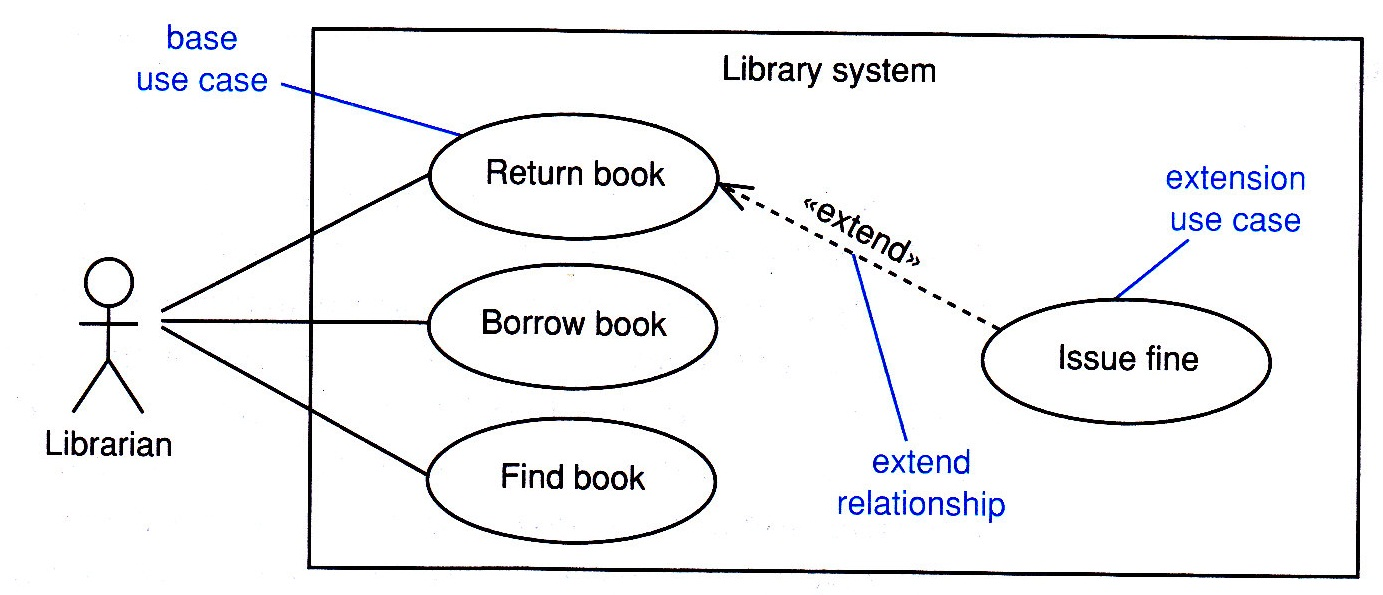 base
use case
Library system
Return book
«extend»
extension
use case
Borrow book
Issue fine
Librarian
Find book
extend
relationship